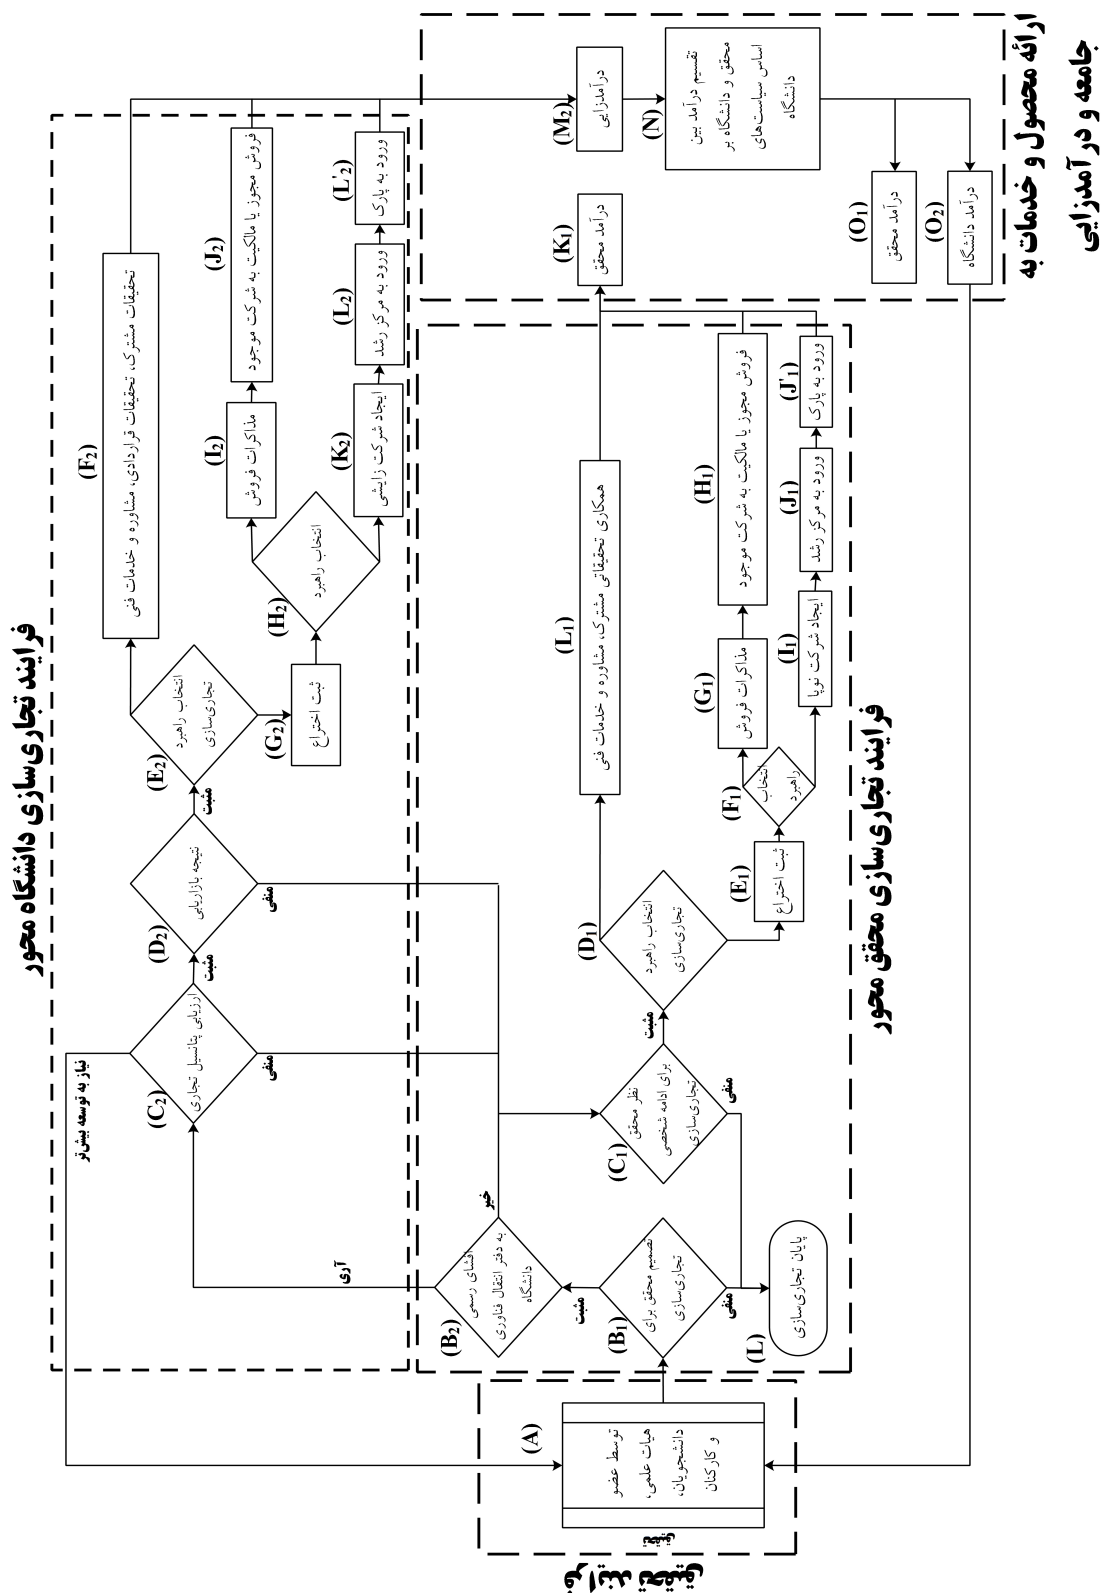 فرایند تحقیق
تحقیق
(A)
توسط عضو
هیات علمی،
دانشجویان،
و کارکنان
فرایند تجاری‌سازی دانشگاه محور
نیاز به توسعه بیش‌تر
آری
(C₂)
ارزیابی پتانسیل تجاری
مثبت
منفی
(D₂)
نتیجه بازاریابی
مثبت
منفی
(E₂)
انتخاب راهبرد
تجاری‌سازی
(F₂)
تحقیقات مشترک، تحقیقات قراردادی، مشاوره و خدمات فنی
(G₂)
ثبت اختراع
(H₂)
انتخاب راهبرد
(I₂)
مذاکرات فروش
(J₂)
فروش مجوز یا مالکیت به شرکت موجود
(K₂)
ایجاد شرکت زایشی
(L₂)
ورود به مرکز رشد
(L'₂)
ورود به پارک
فرایند تجاری‌سازی محقق محور
(B₂)
افشای رسمی
به دفتر انتقال فناوری
دانشگاه
خیر
(B₁)
تصمیم محقق برای
تجاری‌سازی
مثبت
منفی
(L)
پایان تجاری‌سازی
(C₁)
نظر محقق
برای ادامه شخصی
تجاری‌سازی
مثبت
منفی
(D₁)
انتخاب راهبرد
تجاری‌سازی
(L₁)
همکاری تحقیقاتی مشترک، مشاوره و خدمات فنی
(E₁)
ثبت اختراع
(F₁)
انتخاب
راهبرد
(G₁)
مذاکرات فروش
(H₁)
فروش مجوز یا مالکیت به شرکت موجود
(I₁)
ایجاد شرکت نوپا
(J₁)
ورود به مرکز رشد
(J'₁)
ورود به پارک
ارائه محصول و خدمات به
جامعه و درآمدزایی
(K₁)
درآمد محقق
(M₂)
درآمدزایی
(N)
تقسیم درآمد بین
محقق و دانشگاه بر
اساس سیاست‌های
دانشگاه
(O₁)
درآمد محقق
(O₂)
درآمد دانشگاه